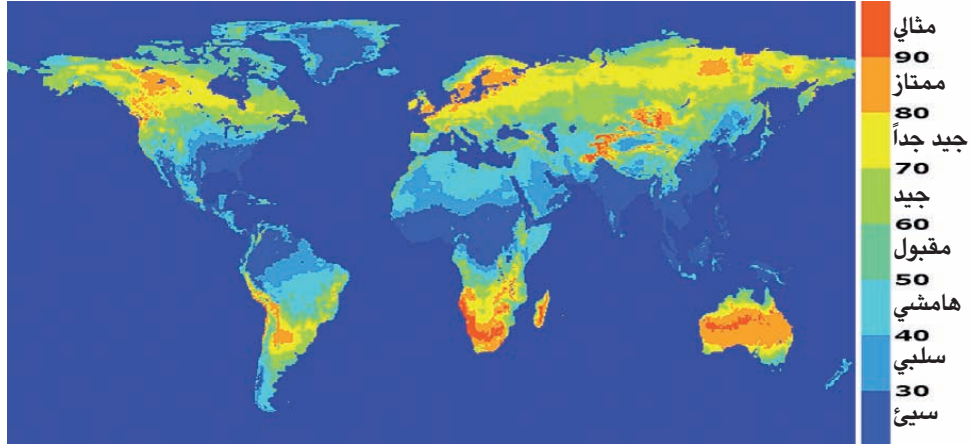 مثالي
90
ممتاز
80
جيد جداً
70
جيد
60
مقبول
50
هامشي
40
سلبي
30
سيئ